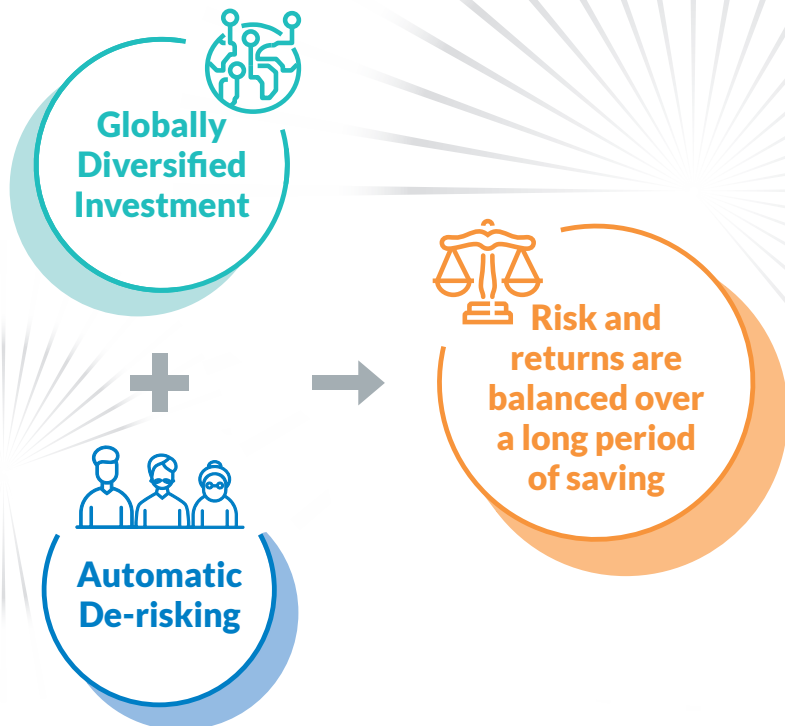 Globally
Diversified
Investment
Automatic
De-risking
Risk and
returns are
balanced over
a long period
of saving